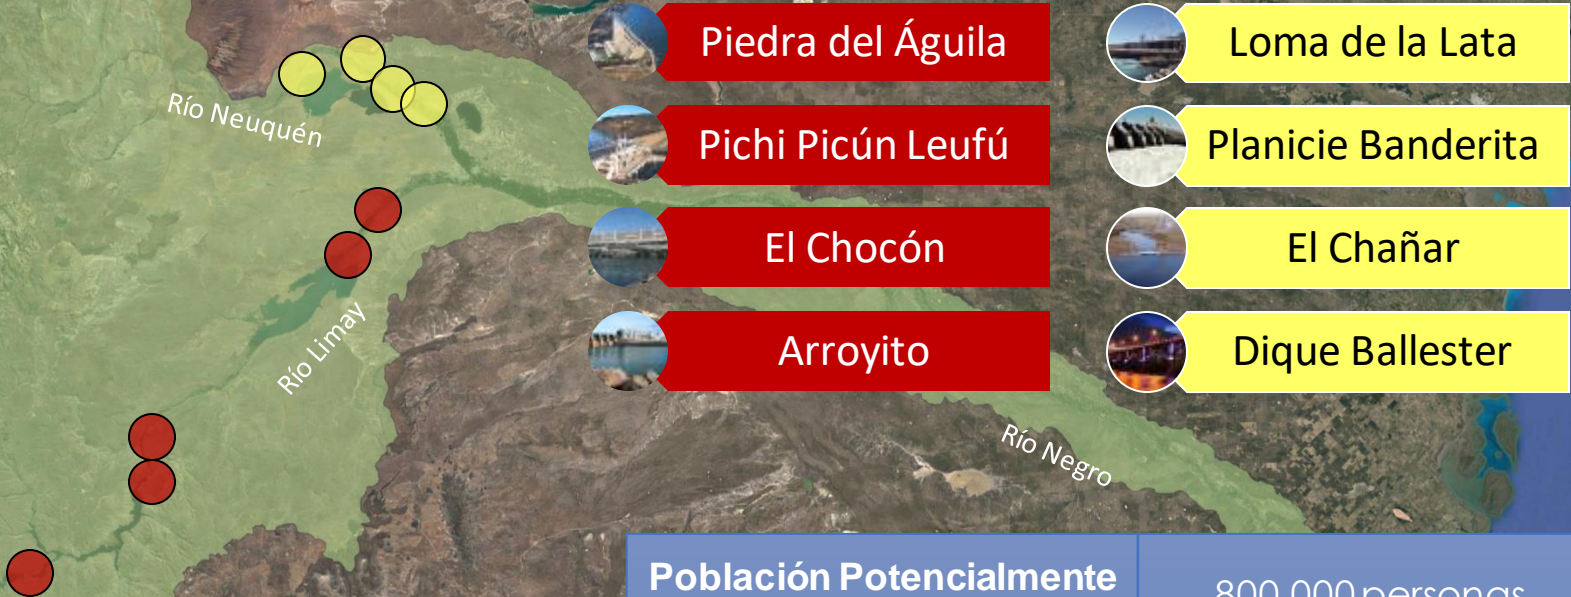 Piedra del Águila
Loma de la Lata
Río Neuquén
Pichi Picún Leufú
Planicie Banderita
El Chocón
El Chañar
Río Limay
Arroyito
Dique Ballester
Río Negro
Población Potencialmente
800.000 personas